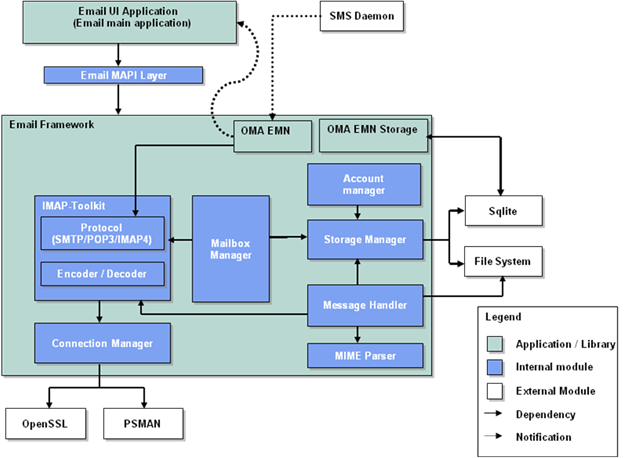 Email UI Application
(Email main application)
SMS Daemon
Email MAPI Layer
Email Framework
OMA EMN
OMA EMN Storage
Account
manager
IMAP-Toolkit
Protocol
(SMTP/POP3/IMAP4)
Encoder / Decoder
Mailbox
Manager
Storage Manager
Sqlite
File System
Message Handler
Connection Manager
MIME Parser
OpenSSL
PSMAN
Legend
Application / Library
Internal module
External Module
Dependency
Notification